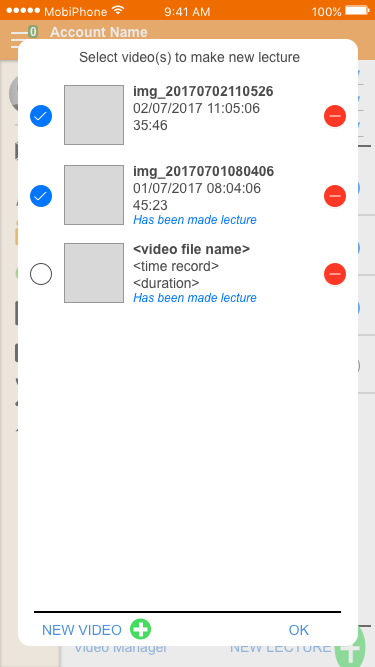 MobiPhone 9:41 AM 100%
0 Account Name
Select video(s) to make new lecture
img_20170702110526
02/07/2017 11:05:06
35:46
img_20170701080406
01/07/2017 08:04:06
45:23
Has been made lecture
<video file name>
<time record>
<duration>
Has been made lecture
NEW VIDEO OK
Video Manager NEW LECTURE